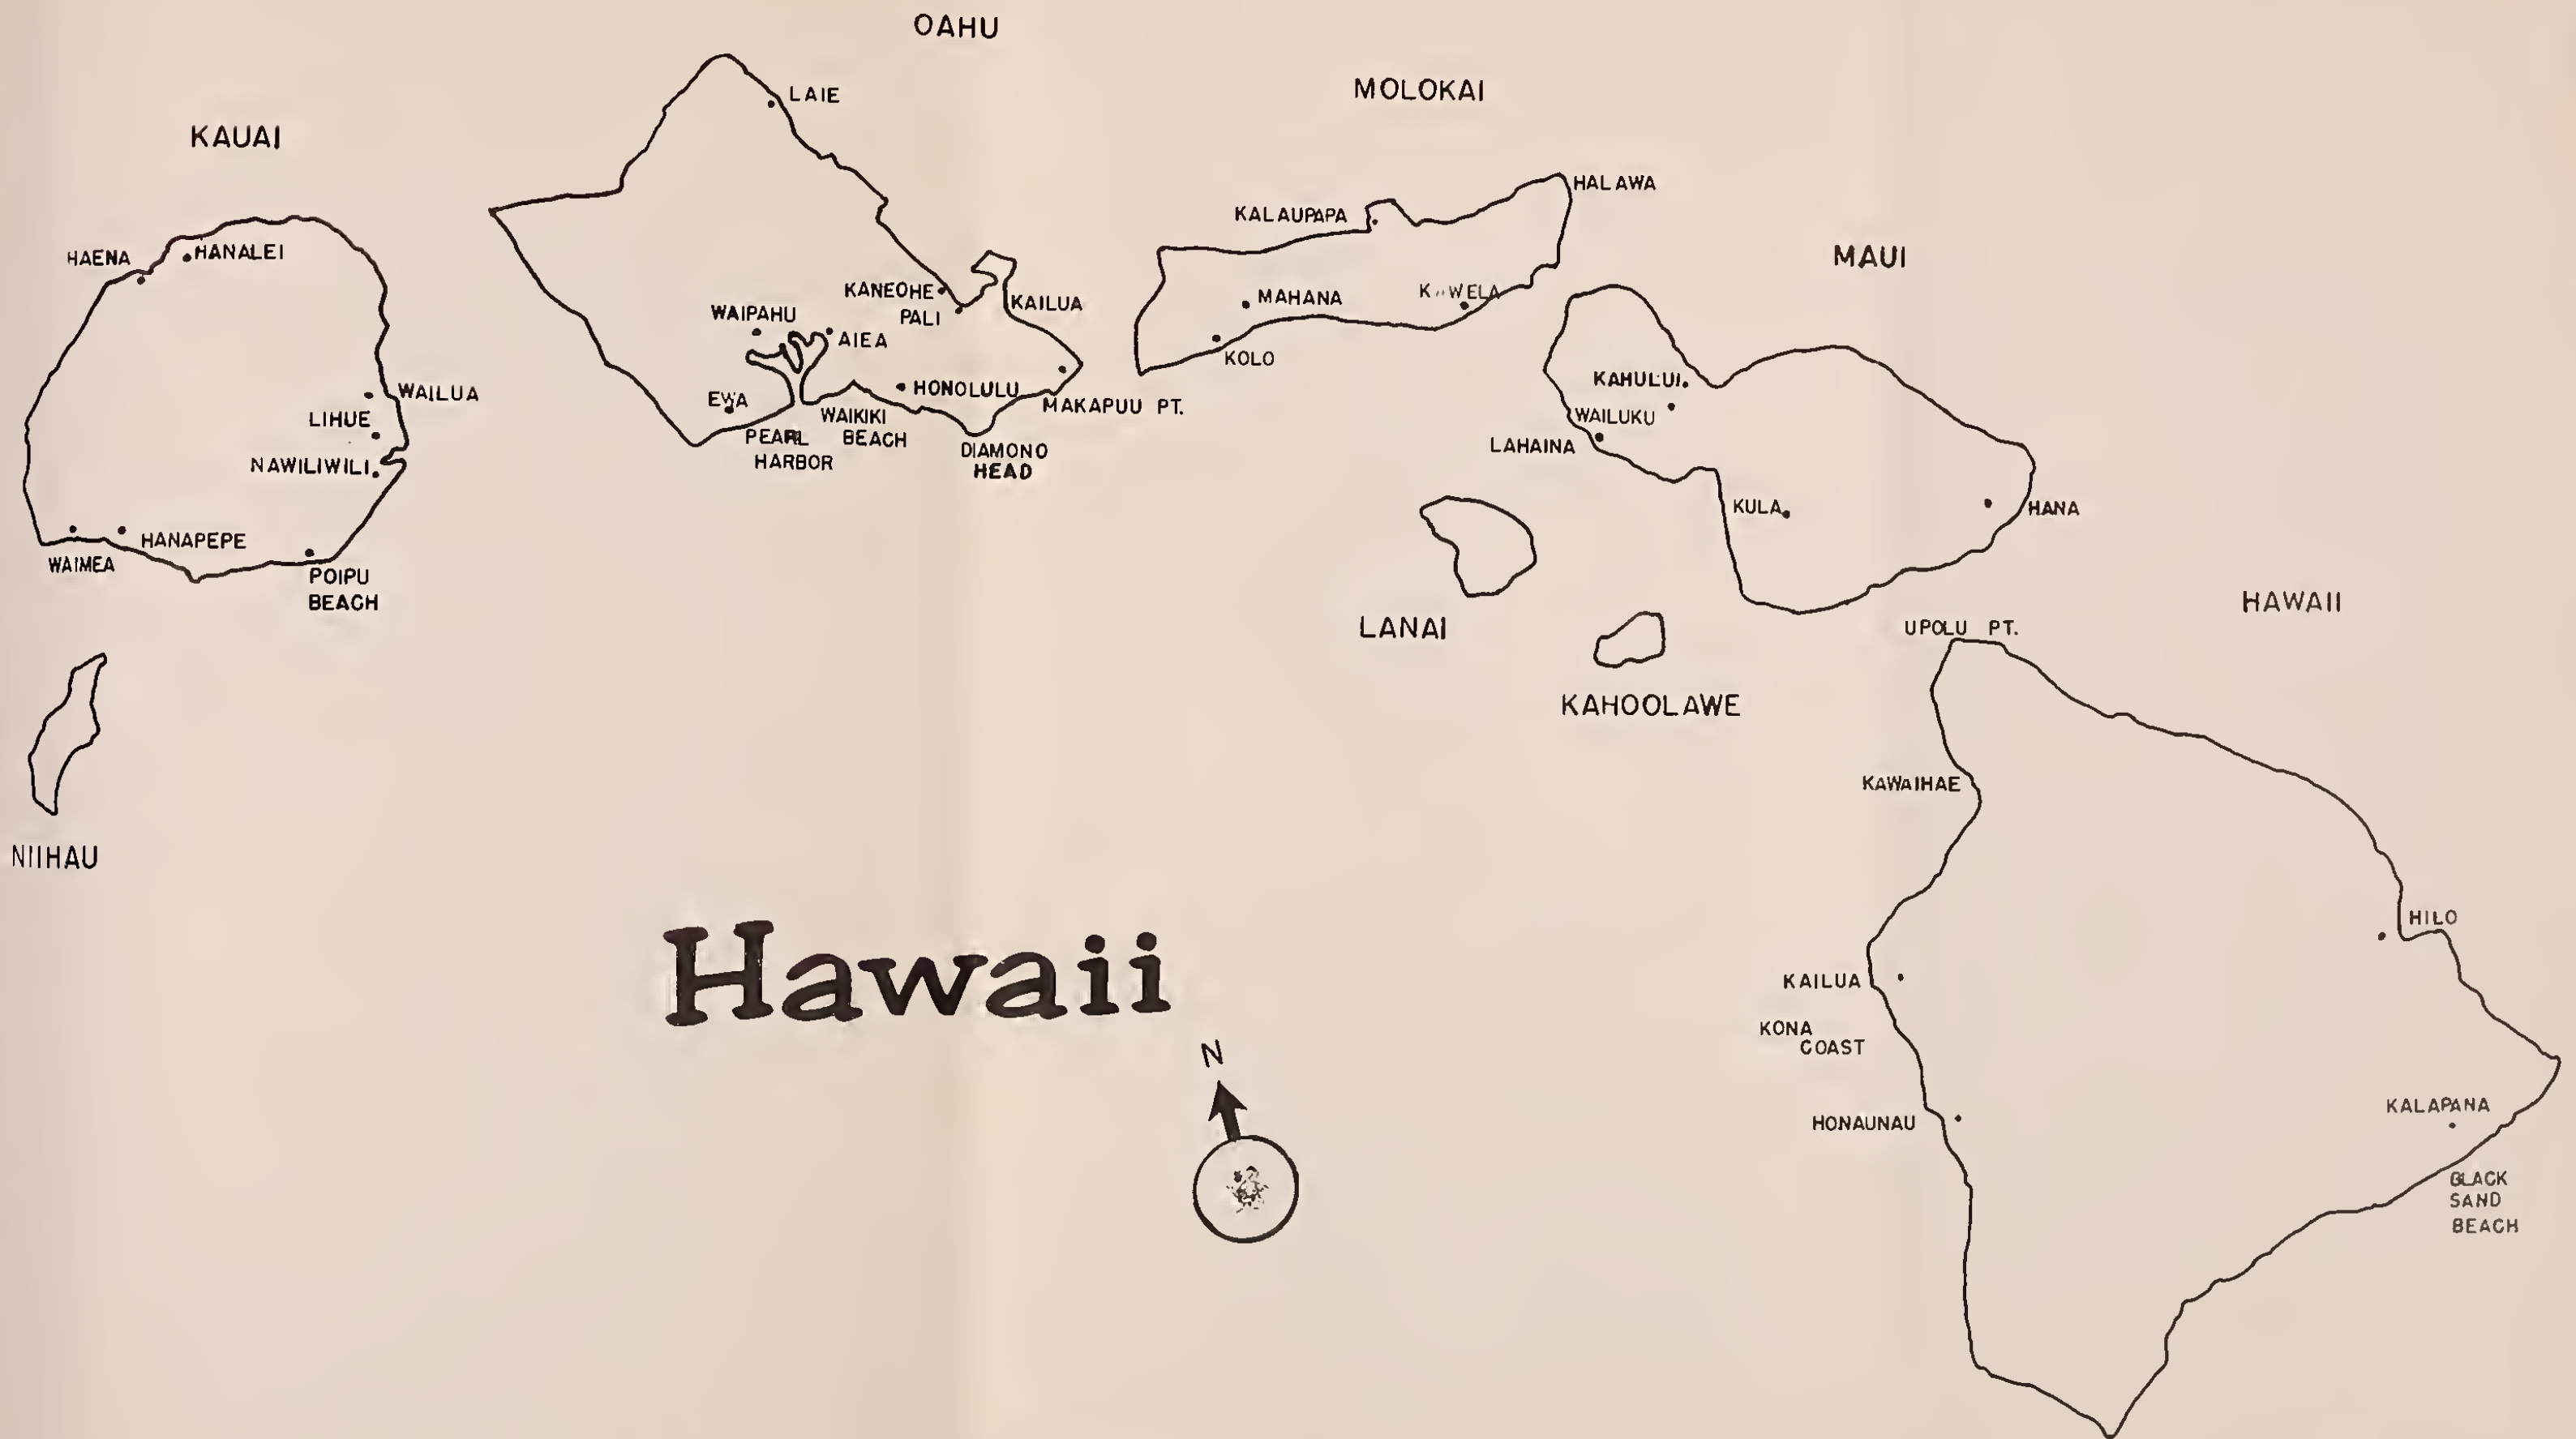 OAHU
LAIE
KANEOHE
PALI
KAILUA
WAIPAHU
AIEA
EWA
HONOLULU
MAKAPUU PT.
WAIKIKI
BEACH
PEARL
HARBOR
DIAMOND
HEAD
KAUAI
HAENA
HANALEI
WAILUA
LIHUE
NAWILIWILI
HANAPEPE
WAIMEA
POIPU
BEACH
NIIHAU
MOLOKAI
HALAWA
KALAUPAPA
MAHANA
KOLO
MAUI
KAHULUI
WAILUKU
LAHAINA
KULA
HANA
LANAI
KAHOOLAWE
HAWAII
UPOLU PT.
KAWAIHAE
HILO
KAILUA
KONA
COAST
HONAUNAU
KALAPANA
BLACK
SAND
BEACH
Hawaii
N